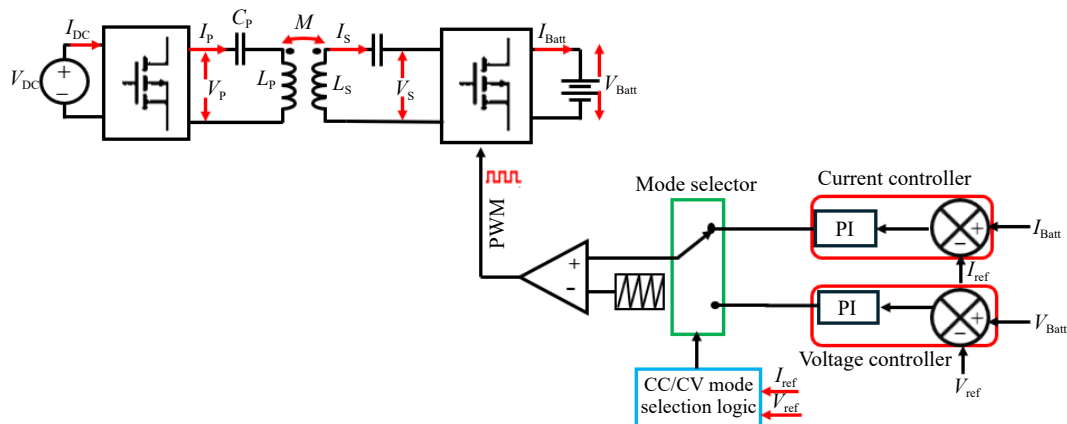 I_DC
I_P
C_P
M
I_S
I_Batt
V_DC
+
−
V_P
L_P
L_S
V_S
V_Batt
PWM
Mode selector
Current controller
PI
+
−
I_Batt
I_ref
+
-
PI
+
−
V_Batt
Voltage controller
V_ref
CC/CV mode
selection logic
I_ref
V_ref